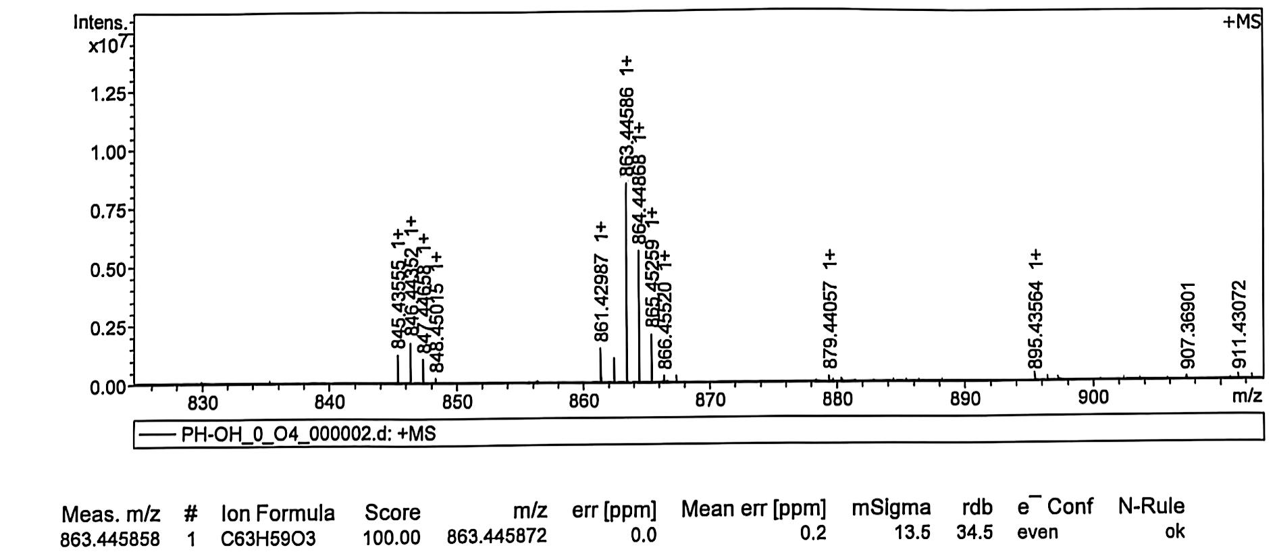 Intens.
x10⁷
+MS
1.25
1.00
0.75
0.50
0.25
0.00
845.43555 1+
846.44352 1+
847.44658 1+
848.45015 1+
861.42987 1+
863.44586 1+
864.44868 1+
865.45259 1+
866.45520 1+
879.44057 1+
895.43564 1+
907.36901
911.43072
830 840 850 860 870 880 890 900 m/z
PH-OH_0_O4_000002.d: +MS
Meas. m/z # Ion Formula Score m/z err [ppm] Mean err [ppm] mSigma rdb e⁻ Conf N-Rule
863.445858 1 C63H59O3 100.00 863.445872 0.0 0.2 13.5 34.5 even ok